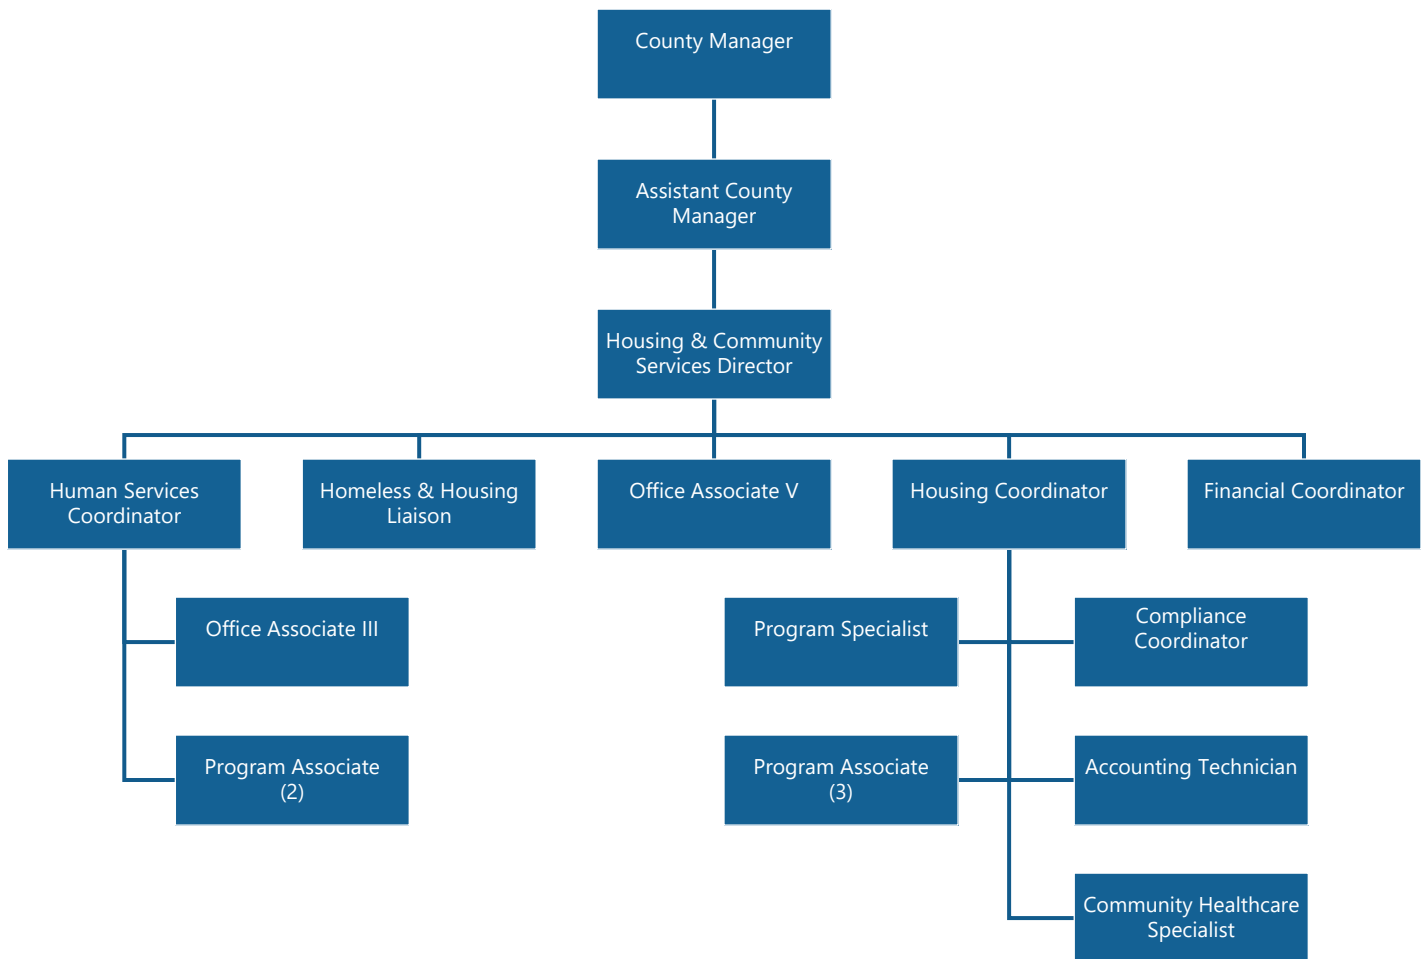 County Manager
Assistant County
Manager
Housing & Community
Services Director
Human Services
Coordinator
Homeless & Housing
Liaison
Office Associate V
Housing Coordinator
Financial Coordinator
Office Associate III
Program Specialist
Compliance
Coordinator
Program Associate
(2)
Program Associate
(3)
Accounting Technician
Community Healthcare
Specialist